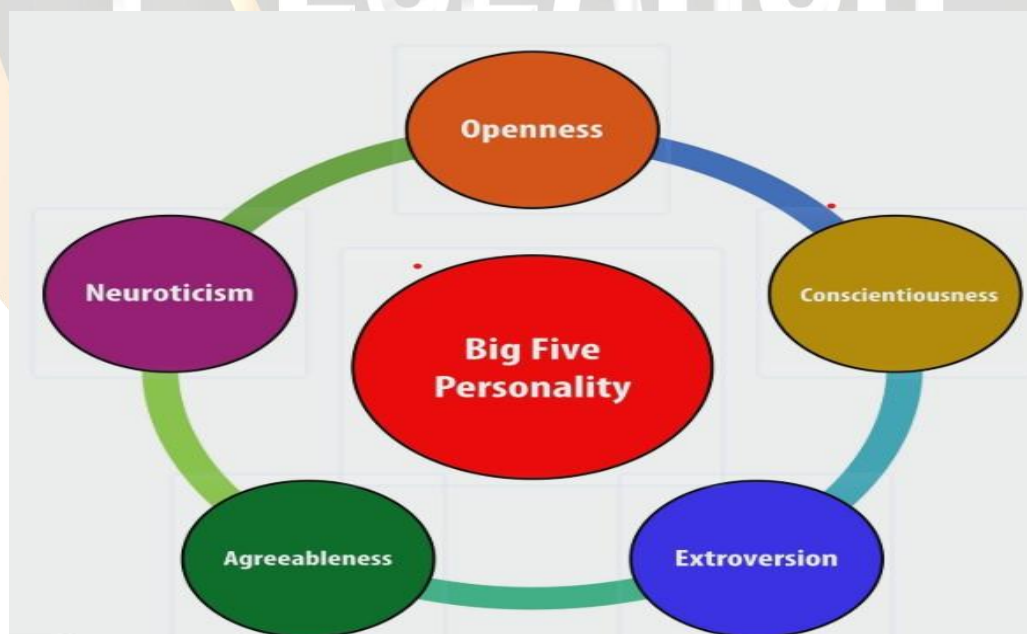 Openness
Neuroticism
Conscientiousness
Big Five
Personality
Agreeableness
Extroversion